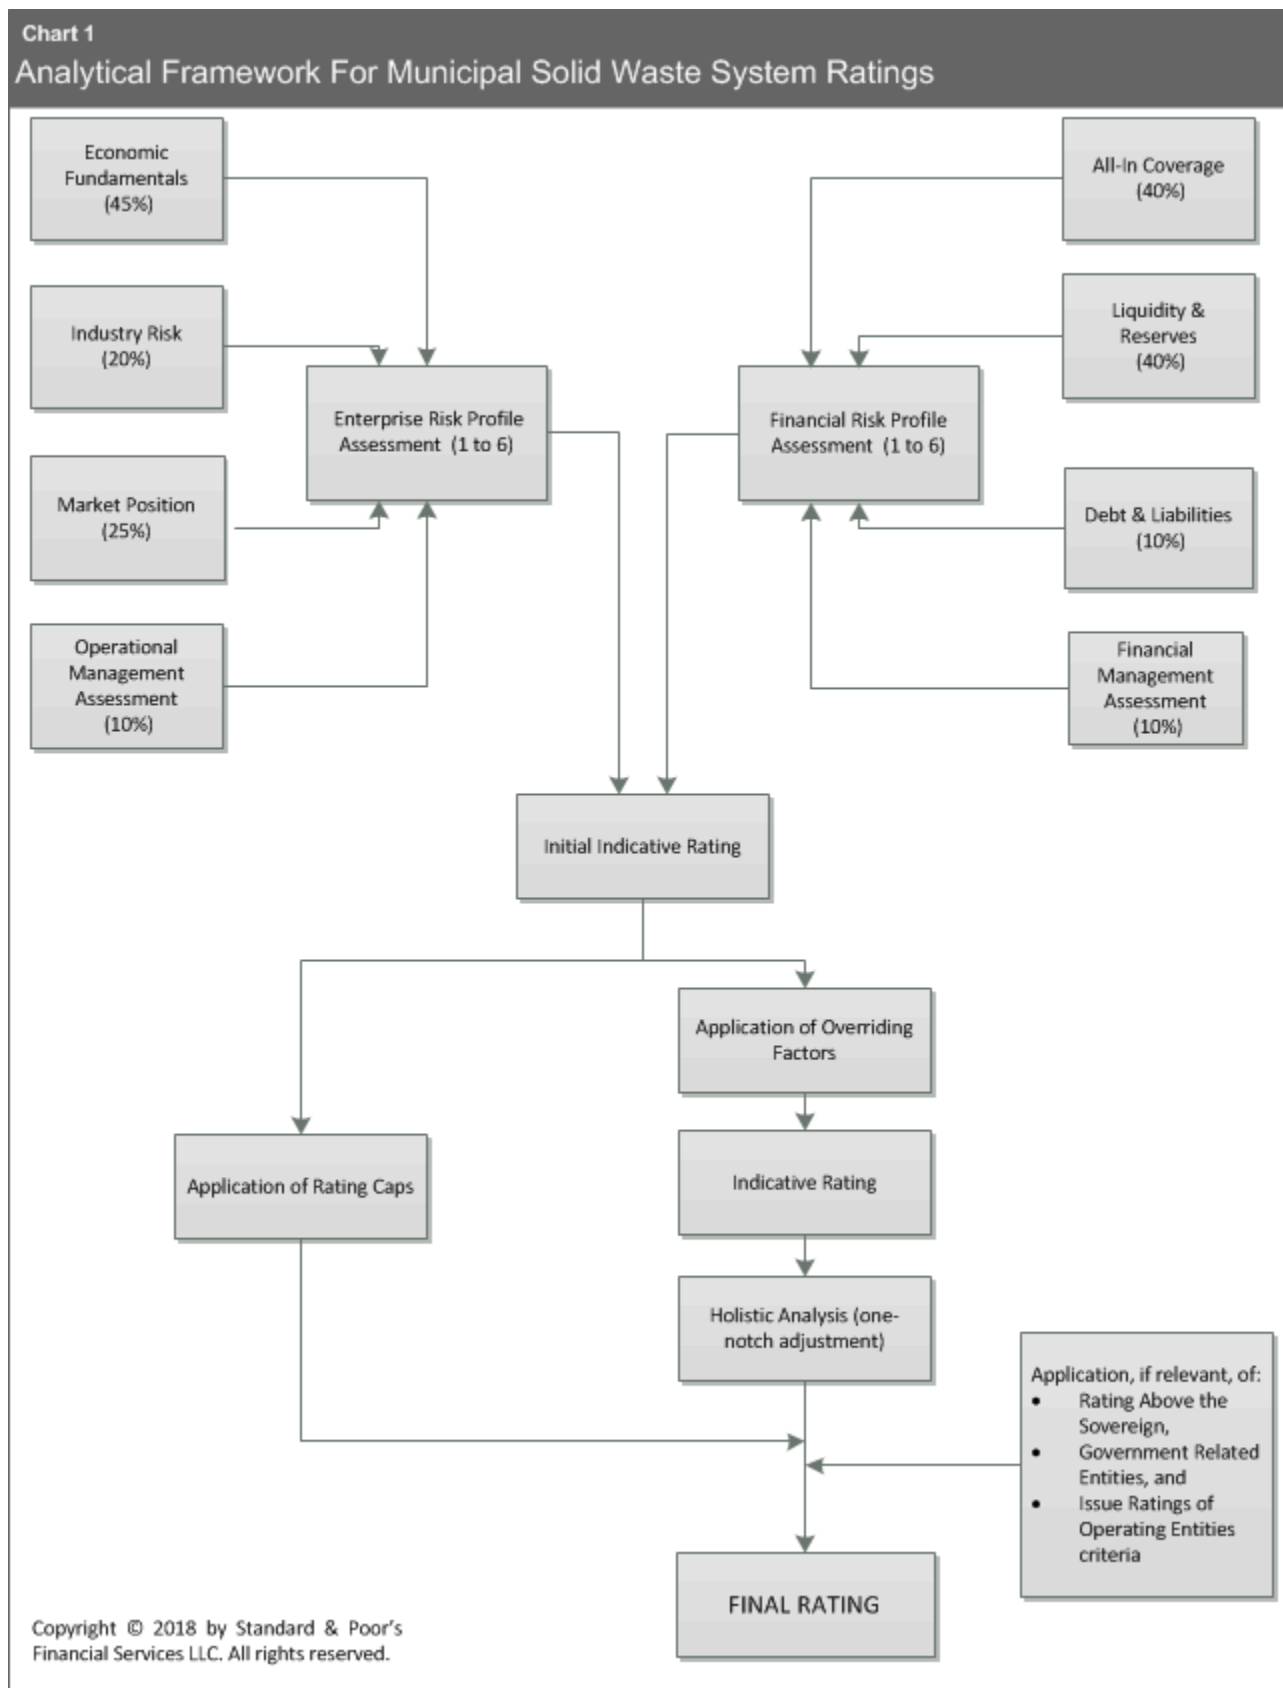 Chart 1
Analytical Framework For Municipal Solid Waste System Ratings
Economic
Fundamentals
(45%)
All-In Coverage
(40%)
Industry Risk
(20%)
Liquidity &
Reserves
(40%)
Enterprise Risk Profile
Assessment (1 to 6)
Financial Risk Profile
Assessment (1 to 6)
Market Position
(25%)
Debt & Liabilities
(10%)
Operational
Management
Assessment
(10%)
Financial
Management
Assessment
(10%)
Initial Indicative Rating
Application of Overriding
Factors
Application of Rating Caps
Indicative Rating
Holistic Analysis (one-
notch adjustment)
Application, if relevant, of:
• Rating Above the
Sovereign,
• Government Related
Entities, and
• Issue Ratings of
Operating Entities
criteria
FINAL RATING
Copyright © 2018 by Standard & Poor's
Financial Services LLC. All rights reserved.